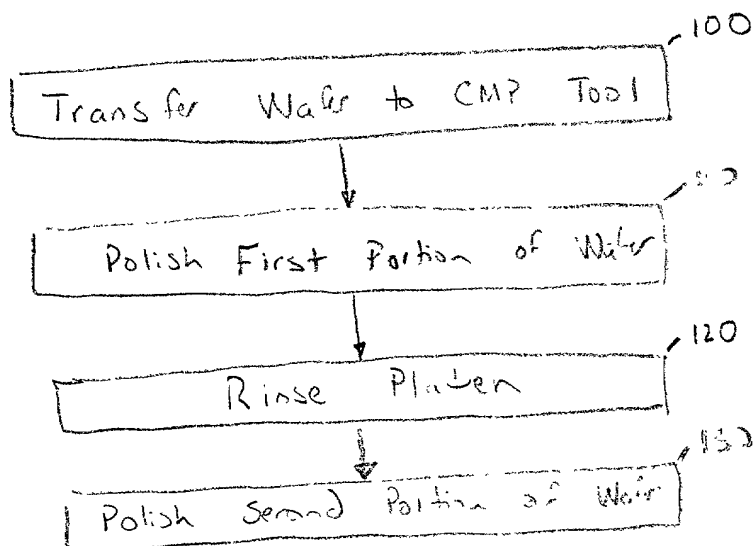 100
Transfer Wafer to CMP Tool
Polish First Portion of Wafer
120
Rinse Platen
130
Polish Second Portion of Wafer